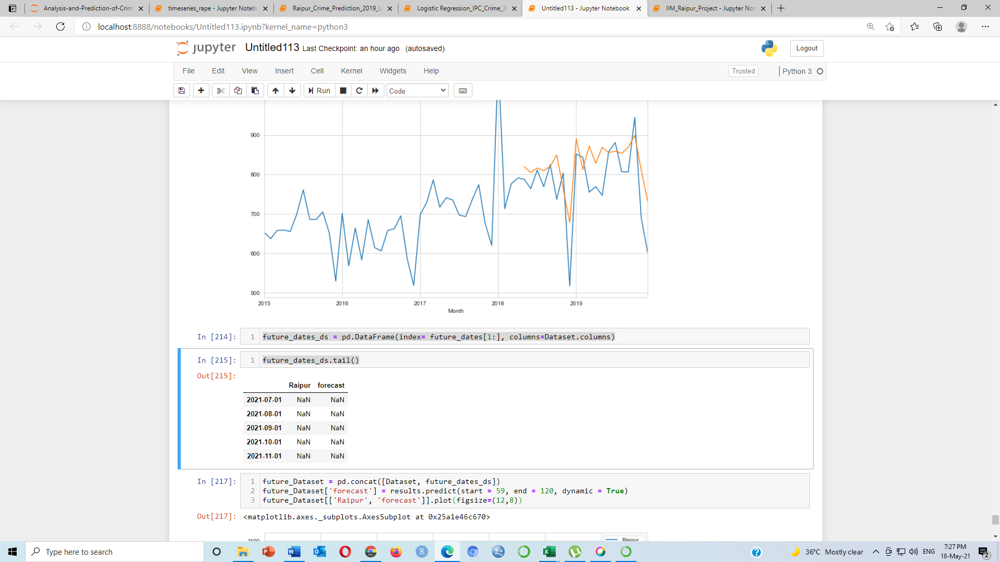 Analysis-and-Prediction-of-Crim
timeseries_rape - Jupyter Notebo
Raipur_Crime_Prediction_2019_L
Logistic Regression_IPC_Crime_3
Untitled113 - Jupyter Notebook
IIM_Raipur_Project - Jupyter Not
localhost:8888/notebooks/Untitled113.ipynb?kernel_name=python3
jupyter Untitled113 Last Checkpoint: an hour ago (autosaved)
Logout
File Edit View Insert Cell Kernel Widgets Help
Trusted Python 3
Run Code
900
800
700
600
500
2015 2016 2017 2018 2019
Month
In [214]: 1 future_dates_ds = pd.DataFrame(index= future_dates[1:], columns=Dataset.columns)
In [215]: 1 future_dates_ds.tail()
Out[215]:
Raipur forecast
2021-07-01 NaN NaN
2021-08-01 NaN NaN
2021-09-01 NaN NaN
2021-10-01 NaN NaN
2021-11-01 NaN NaN
In [217]: 1 future_Dataset = pd.concat([Dataset, future_dates_ds])
2 future_Dataset['forecast'] = results.predict(start = 59, end = 120, dynamic = True)
3 future_Dataset[['Raipur', 'forecast']].plot(figsize=(12,8))
Out[217]: <matplotlib.axes._subplots.AxesSubplot at 0x25a1e46c670>
1100
Raipur
Type here to search
36°C Mostly clear
ENG
7:27 PM
18-May-21
2